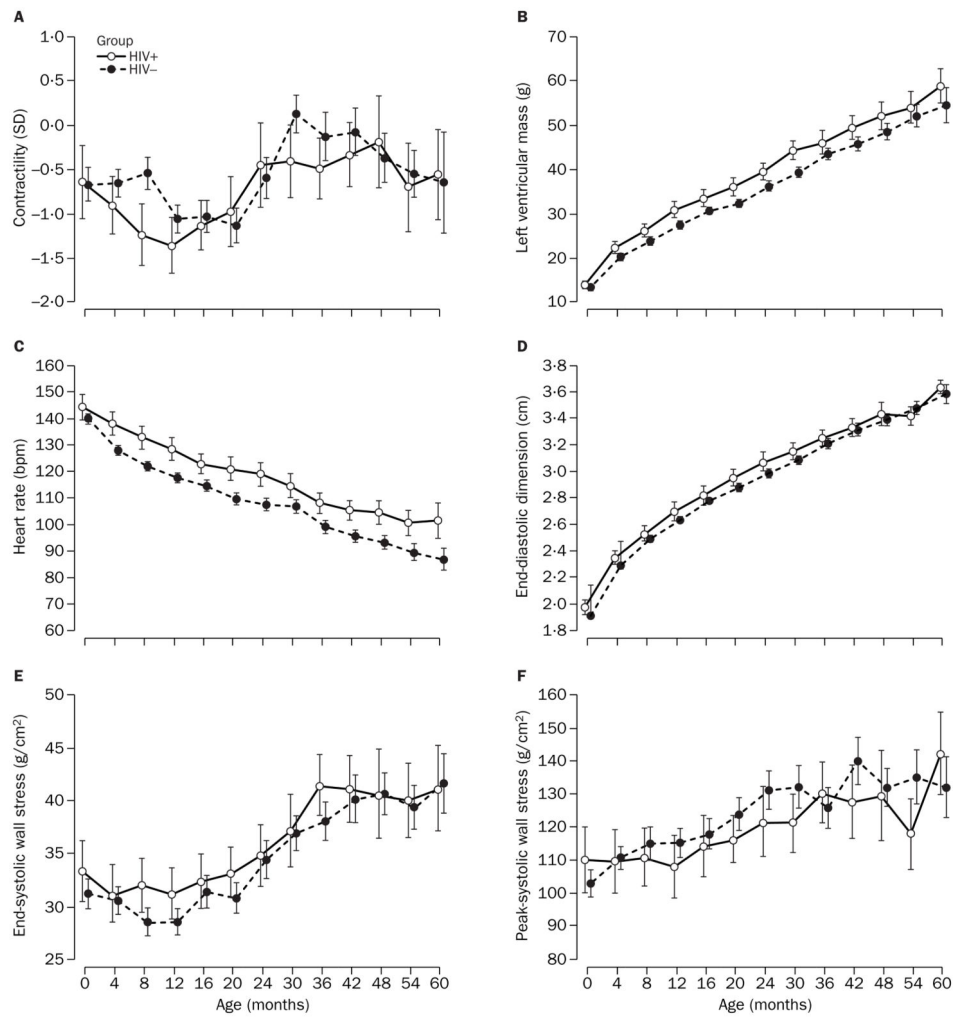 A
Contractility (SD)
1·0
0·5
0·0
–0·5
–1·0
–1·5
–2·0
Group
HIV+
HIV–
B
Left ventricular mass (g)
70
60
50
40
30
20
10
C
Heart rate (bpm)
160
150
140
130
120
110
100
90
80
70
60
D
End-diastolic dimension (cm)
3·8
3·6
3·4
3·2
3·0
2·8
2·6
2·4
2·2
2·0
1·8
E
End-systolic wall stress (g/cm²)
50
45
40
35
30
25
0 4 8 12 16 20 24 30 36 42 48 54 60
Age (months)
F
Peak-systolic wall stress (g/cm²)
160
150
140
130
120
110
100
90
80
0 4 8 12 16 20 24 30 36 42 48 54 60
Age (months)